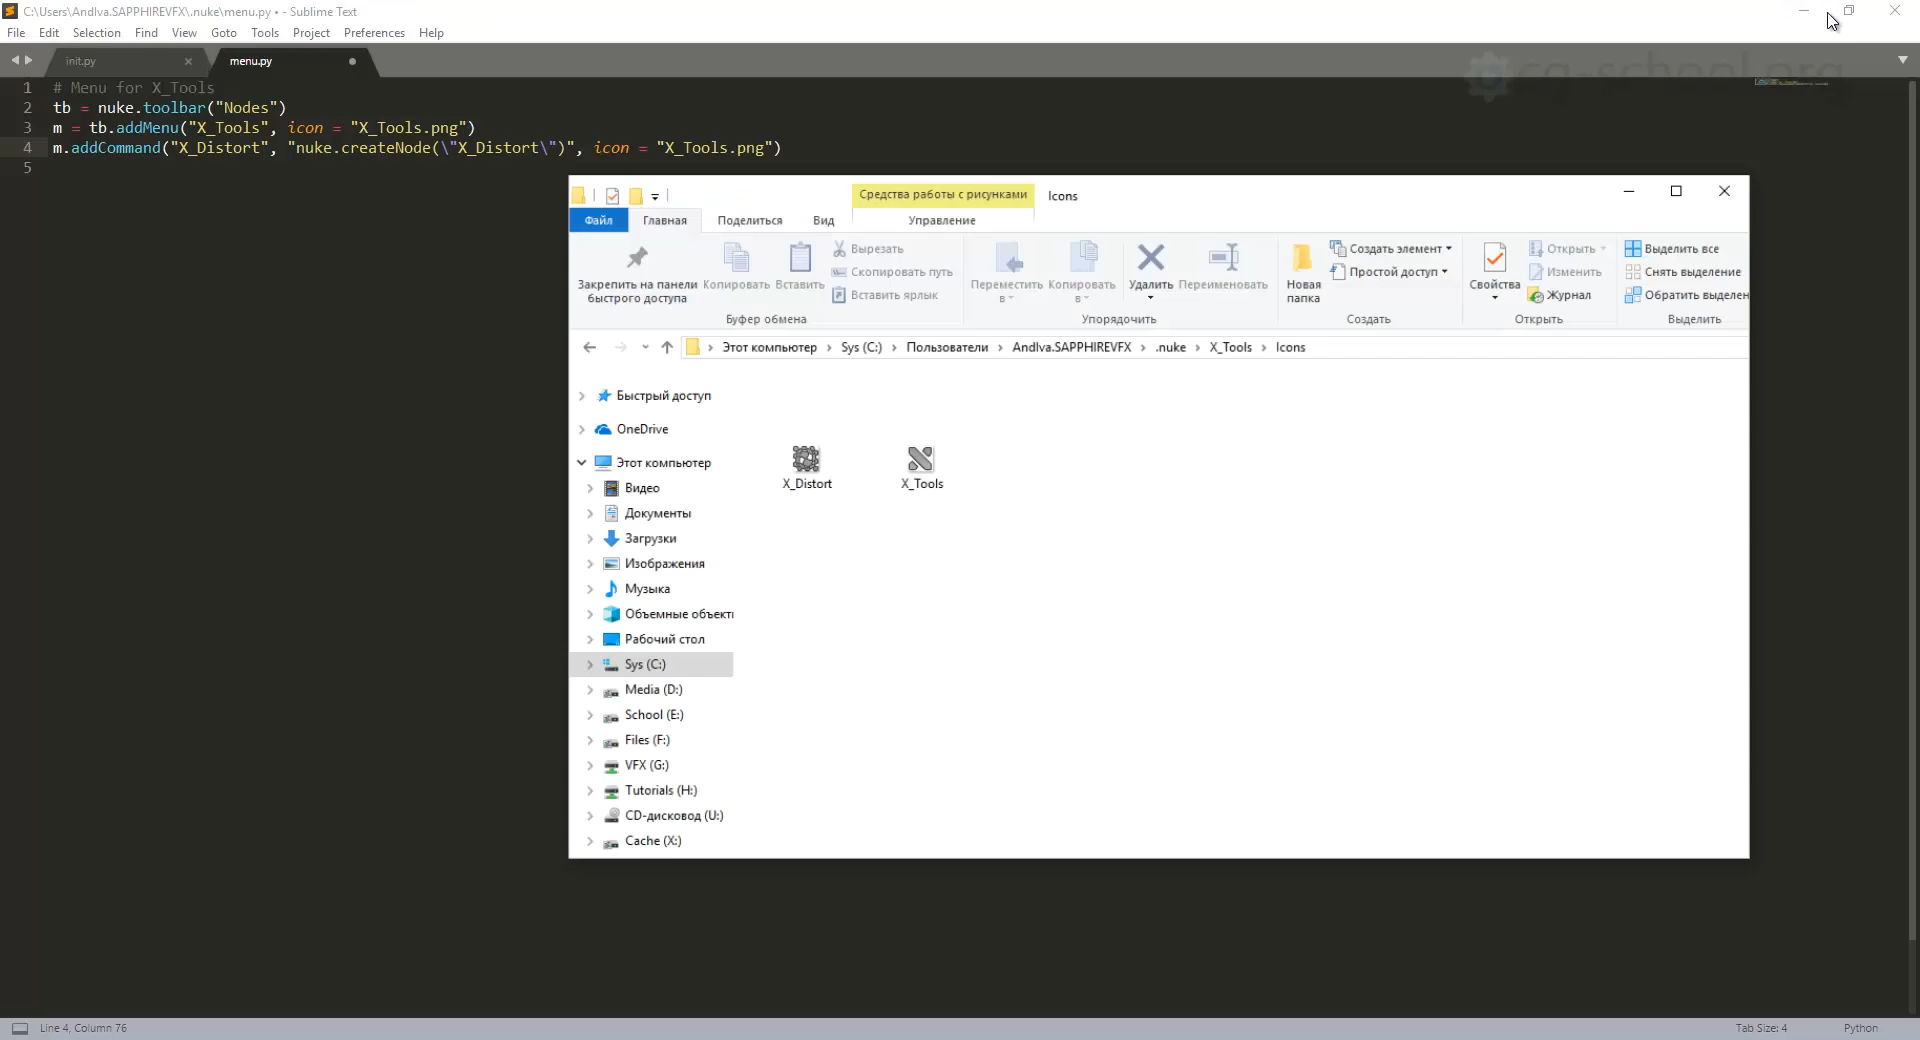 C:\Users\AndIva.SAPPHIREVFX\.nuke\menu.py • - Sublime Text
File Edit Selection Find View Goto Tools Project Preferences Help
init.py
menu.py
cg-school.org
1 # Menu for X_Tools
2 tb = nuke.toolbar("Nodes")
3 m = tb.addMenu("X_Tools", icon = "X_Tools.png")
4 m.addCommand("X_Distort", "nuke.createNode(\"X_Distort\")", icon = "X_Tools.png")
5
Средства работы с рисунками Icons
Файл Главная Поделиться Вид Управление
Закрепить на панели быстрого доступа
Копировать
Вставить
Вырезать
Скопировать путь
Вставить ярлык
Буфер обмена
Переместить в
Копировать в
Удалить
Переименовать
Упорядочить
Новая папка
Создать элемент
Простой доступ
Создать
Свойства
Открыть
Изменить
Журнал
Открыть
Выделить все
Снять выделение
Обратить выделен
Выделить
Этот компьютер › Sys (C:) › Пользователи › AndIva.SAPPHIREVFX › .nuke › X_Tools › Icons
Быстрый доступ
OneDrive
Этот компьютер
Видео
Документы
Загрузки
Изображения
Музыка
Объемные объект
Рабочий стол
Sys (C:)
Media (D:)
School (E:)
Files (F:)
VFX (G:)
Tutorials (H:)
CD-дисковод (U:)
Cache (X:)
X_Distort
X_Tools
Line 4, Column 76
Tab Size: 4
Python